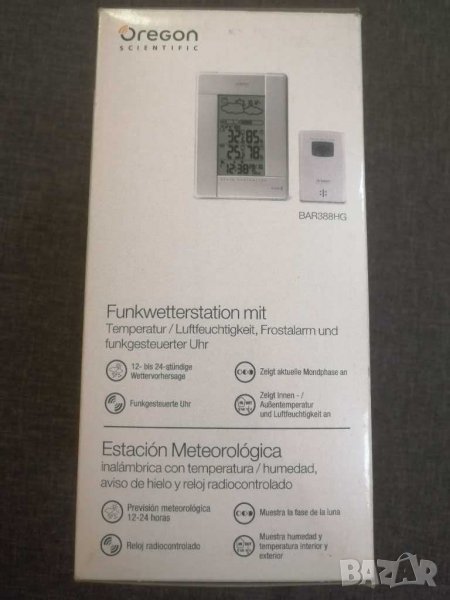 Oregon
SCIENTIFIC
BAR388HG
Funkwetterstation mit
Temperatur / Luftfeuchtigkeit, Frostalarm und
funkgesteuerter Uhr
12- bis 24-stündige
Wettervorhersage
Zeigt aktuelle Mondphase an
Funkgesteuerte Uhr
Zeigt Innen - /
Außentemperatur
und Luftfeuchtigkeit an
Estación Meteorológica
inalámbrica con temperatura / humedad,
aviso de hielo y reloj radiocontrolado
Previsión meteorológica
12-24 horas
Muestra la fase de la luna
Reloj radiocontrolado
Muestra humedad y
temperatura interior y
exterior
BAZAR